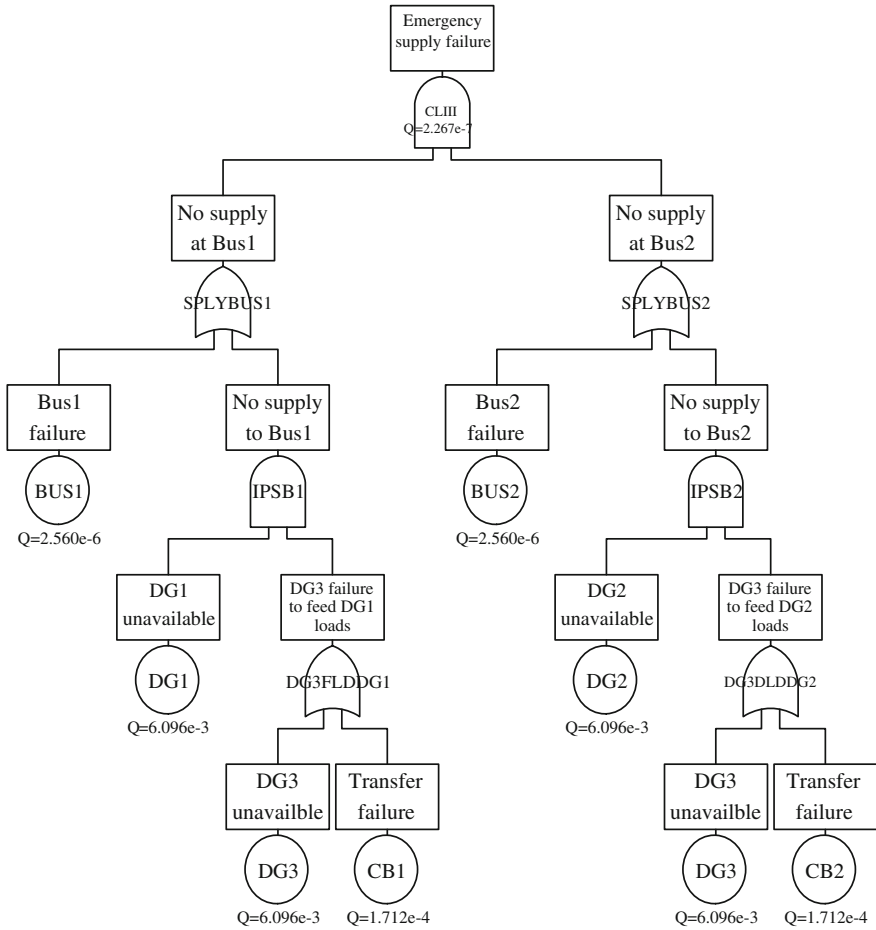 Emergency
supply failure
CLIII
Q=2.267e-7
No supply
at Bus1
No supply
at Bus2
SPLYBUS1
SPLYBUS2
Bus1
failure
No supply
to Bus1
Bus2
failure
No supply
to Bus2
BUS1
IPSB1
BUS2
IPSB2
Q=2.560e-6
Q=2.560e-6
DG1
unavailable
DG3 failure
to feed DG1
loads
DG2
unavailable
DG3 failure
to feed DG2
loads
DG1
DG3FLDDG1
DG2
DG3DLDDG2
Q=6.096e-3
Q=6.096e-3
DG3
unavailble
Transfer
failure
DG3
unavailble
Transfer
failure
DG3
CB1
DG3
CB2
Q=6.096e-3
Q=1.712e-4
Q=6.096e-3
Q=1.712e-4